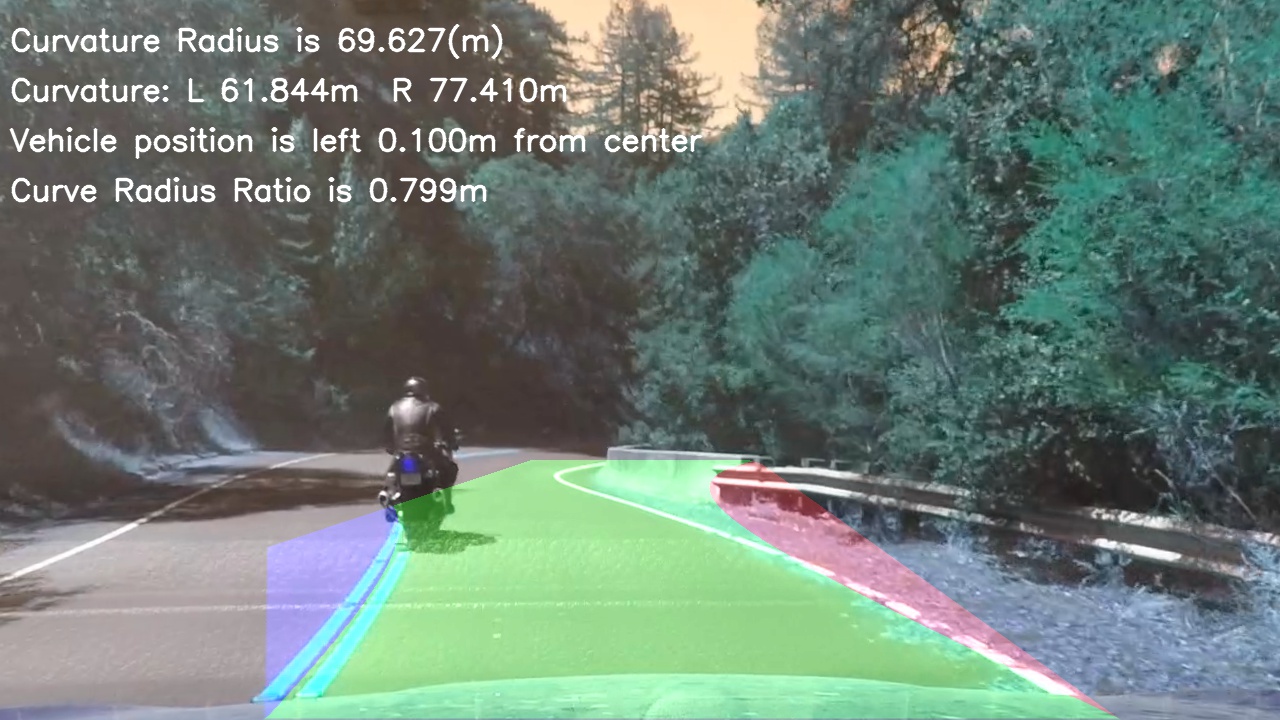 Curvature Radius is 69.627(m)
Curvature: L 61.844m R 77.410m
Vehicle position is left 0.100m from center
Curve Radius Ratio is 0.799m